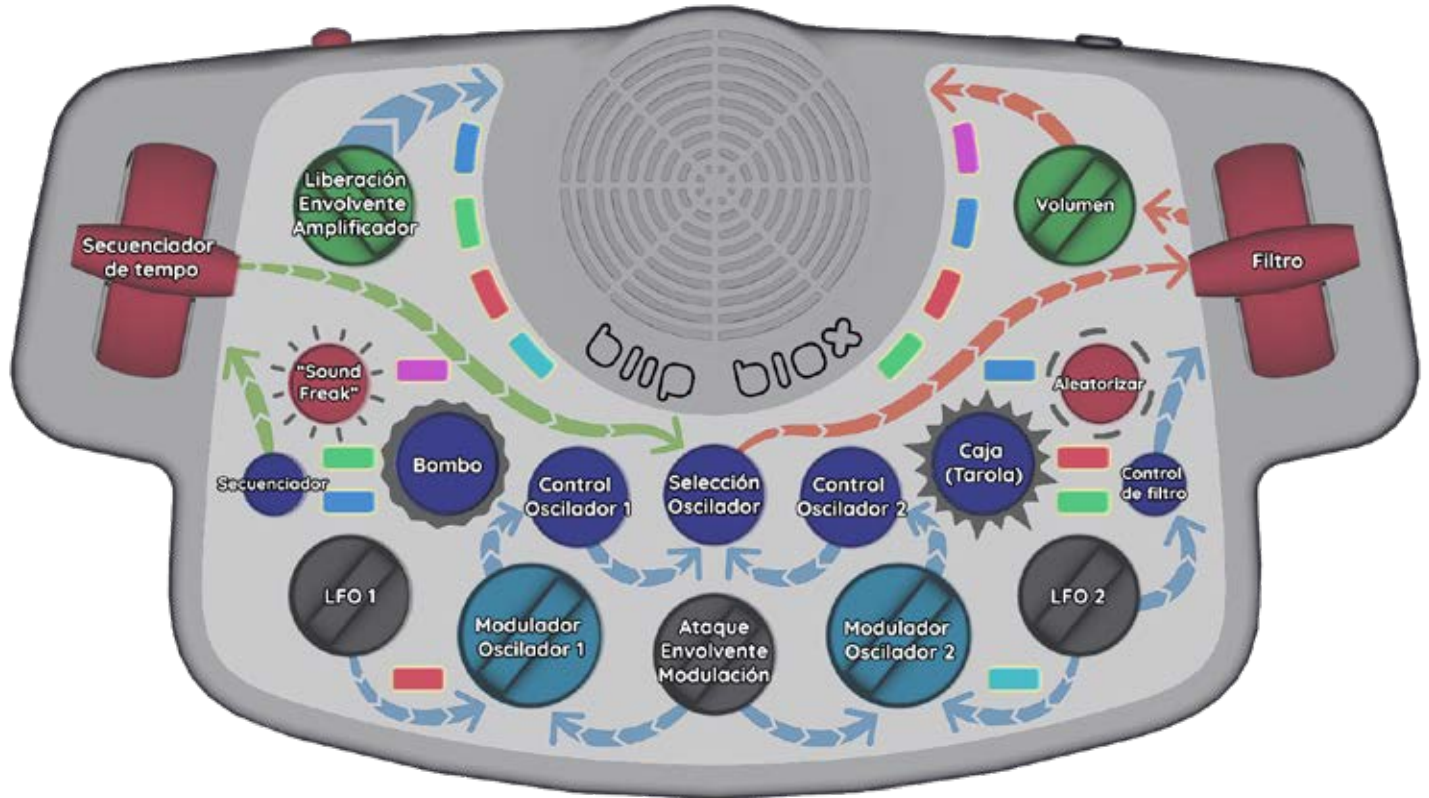 Liberación
Envolvente
Amplificador
Volumen
Secuenciador
de tempo
Filtro
blip blox
"Sound
Freak"
Aleatorizar
Bombo
Caja
(Tarola)
Secuenciador
Control
Oscilador 1
Selección
Oscilador
Control
Oscilador 2
Control
de filtro
LFO 1
Modulador
Oscilador 1
Ataque
Envolvente
Modulación
Modulador
Oscilador 2
LFO 2